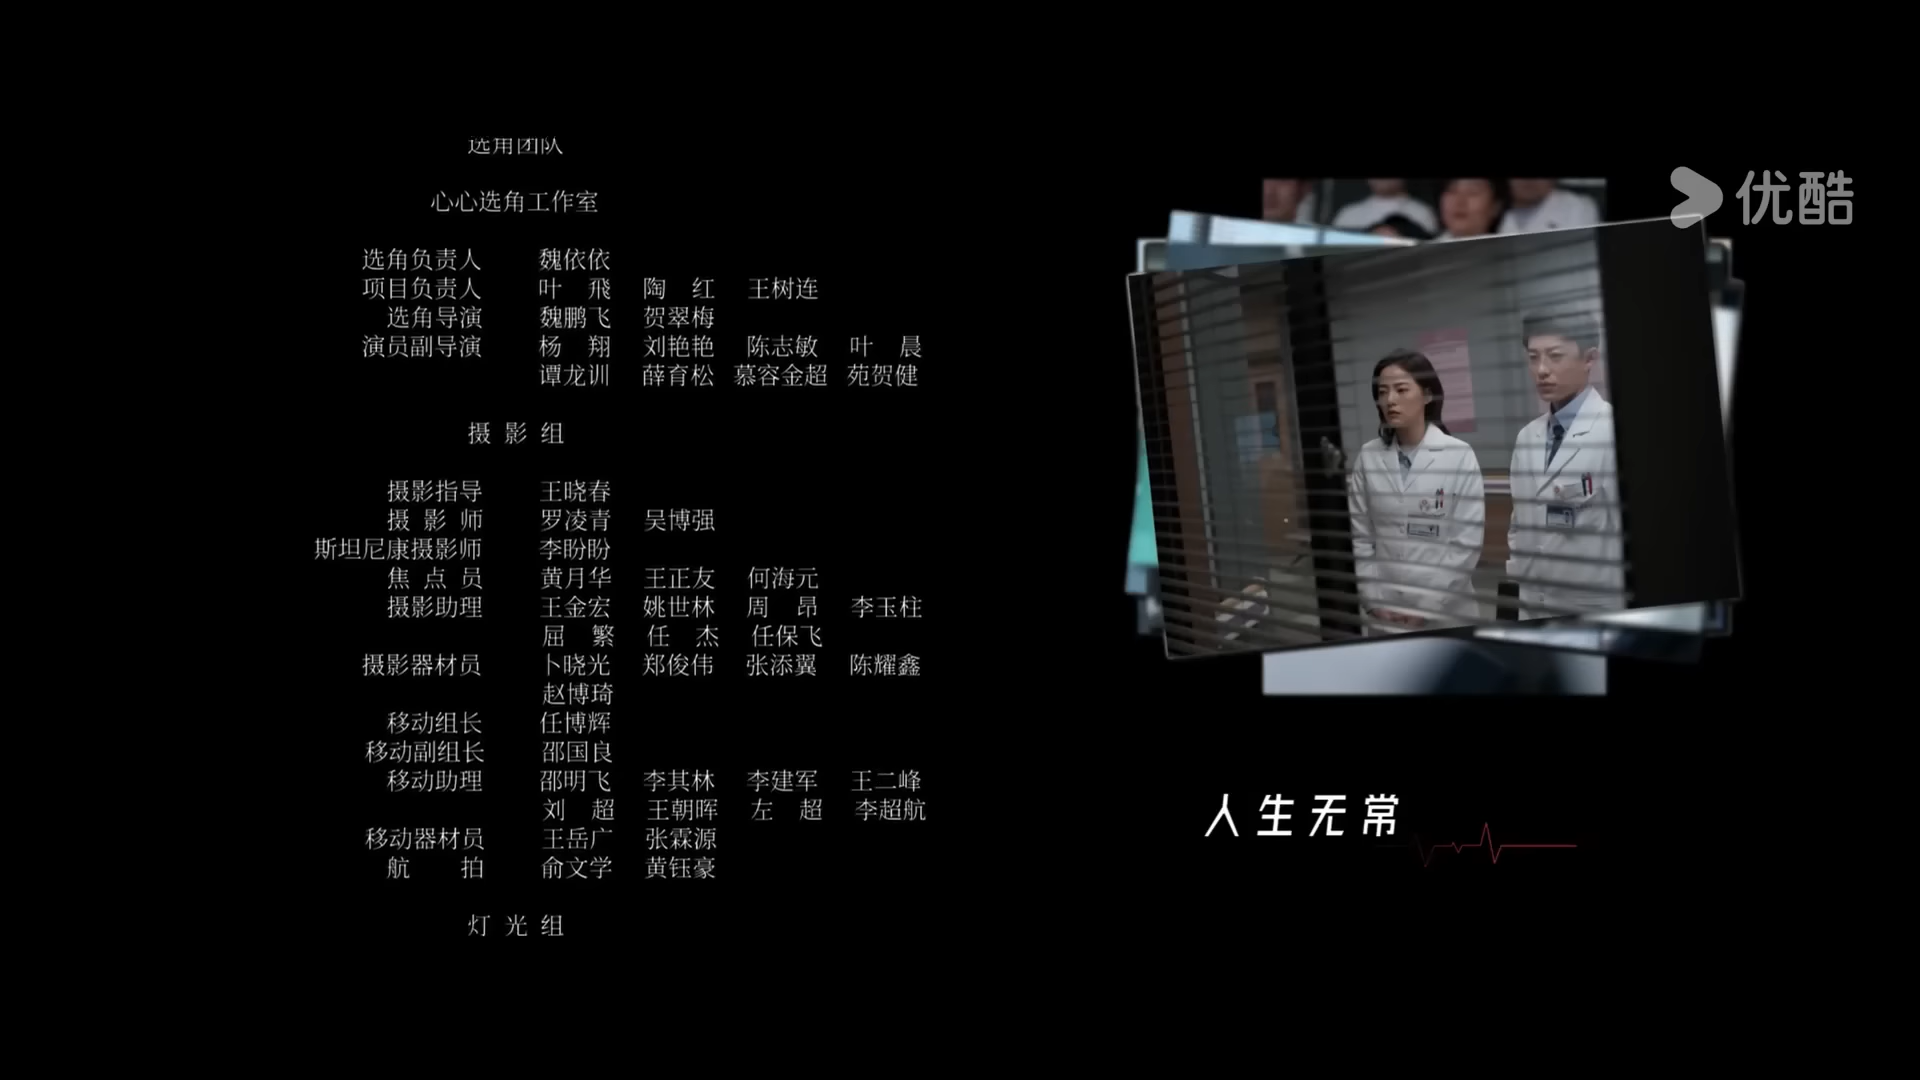 选角团队
心心选角工作室
选角负责人 魏依依
项目负责人 叶 飛 陶 红 王树连
选角导演 魏鹏飞 贺翠梅
演员副导演 杨 翔 刘艳艳 陈志敏 叶 晨
谭龙训 薛育松 慕容金超 苑贺健
摄 影 组
摄影指导 王晓春
摄 影 师 罗凌青 吴博强
斯坦尼康摄影师 李盼盼
焦 点 员 黄月华 王正友 何海元
摄影助理 王金宏 姚世林 周 昂 李玉柱
屈 繁 任 杰 任保飞
摄影器材员 卜晓光 郑俊伟 张添翼 陈耀鑫
赵博琦
移动组长 任博辉
移动副组长 邵国良
移动助理 邵明飞 李其林 李建军 王二峰
刘 超 王朝晖 左 超 李超航
移动器材员 王岳广 张霖源
航 拍 俞文学 黄钰豪
灯 光 组
优酷
人生无常